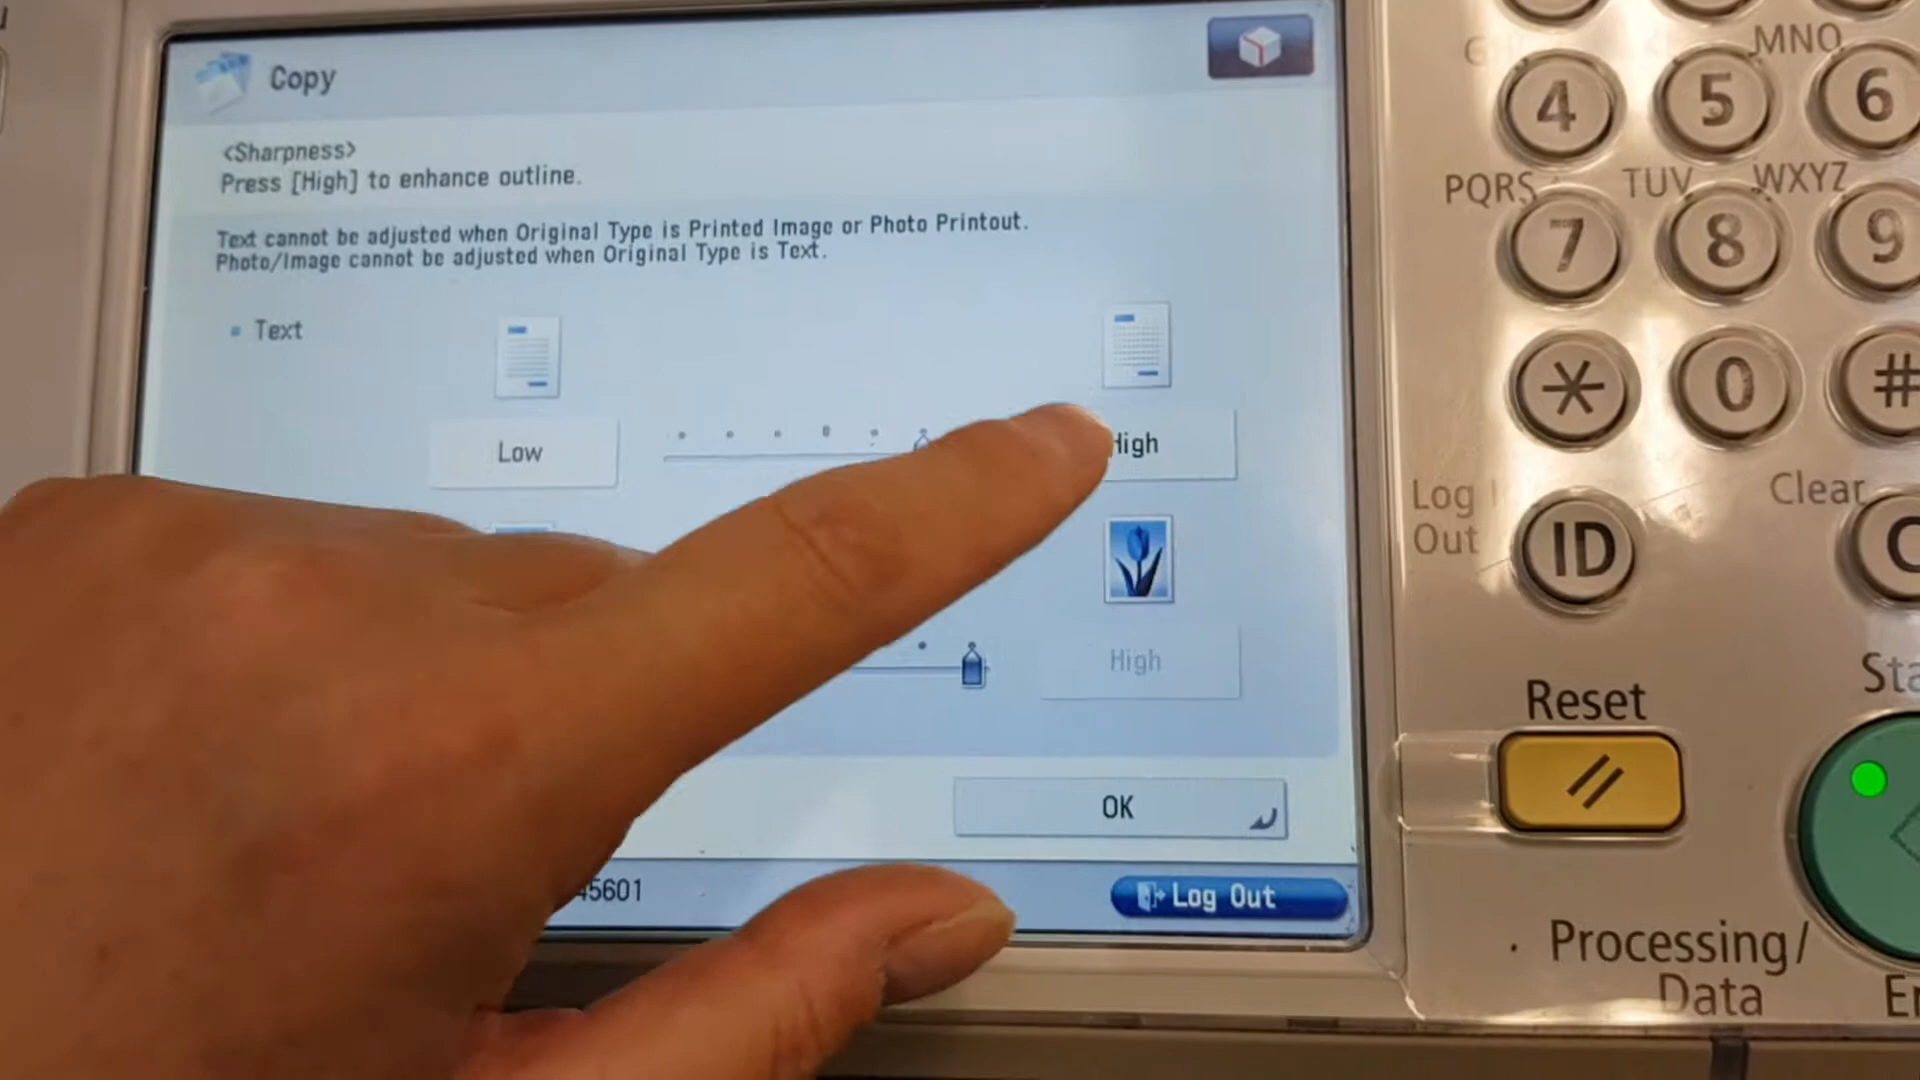 Copy
<Sharpness>
Press [High] to enhance outline.
Text cannot be adjusted when Original Type is Printed Image or Photo Printout.
Photo/Image cannot be adjusted when Original Type is Text.
Text
Low
High
High
OK
45601
Log Out
MNO
4
5
6
PQRS
TUV
WXYZ
7
8
9
*
0
#
Log
Out
ID
Clear
C
Reset
Processing/
Data